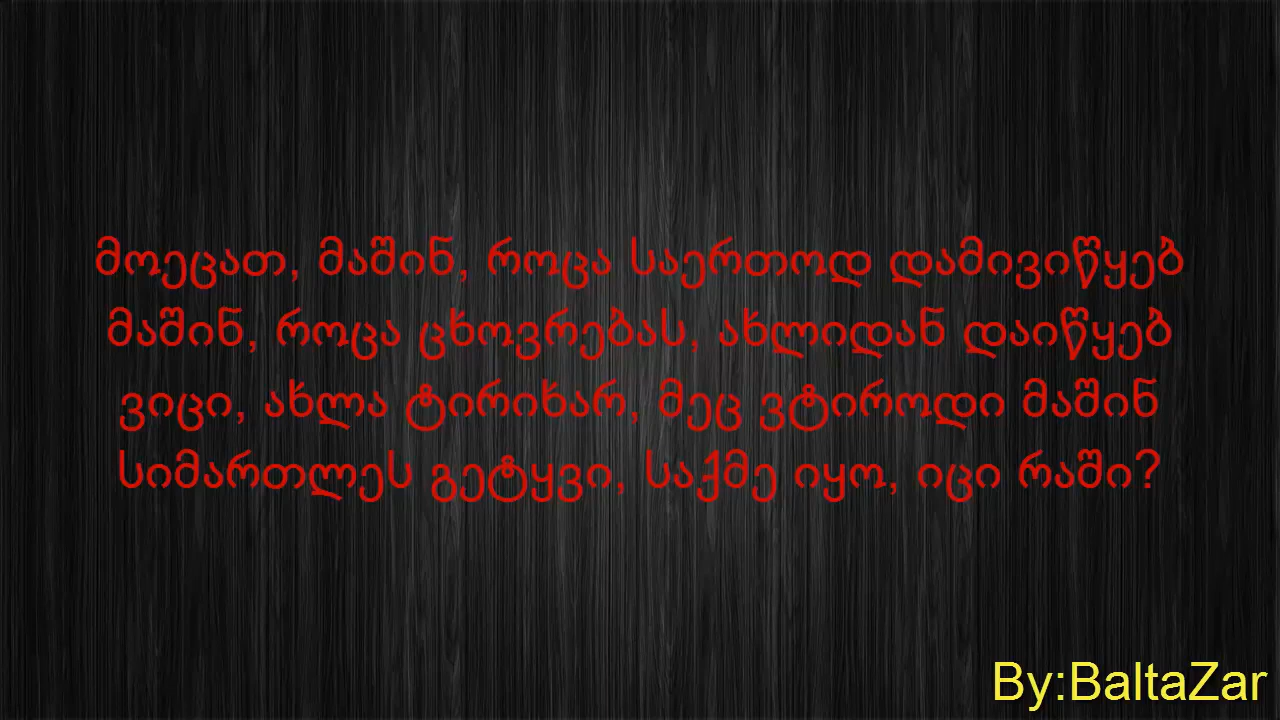 მოეცათ, მაშინ, როცა საერთოდ დამივიწყებ
მაშინ, როცა ცხოვრებას, ახლიდან დაიწყებ
ვიცი, ახლა ტირიხარ, მეც ვტიროდი მაშინ
სიმართლეს გეტყვი, საქმე იყო, იცი რაში?
By:BaltaZar